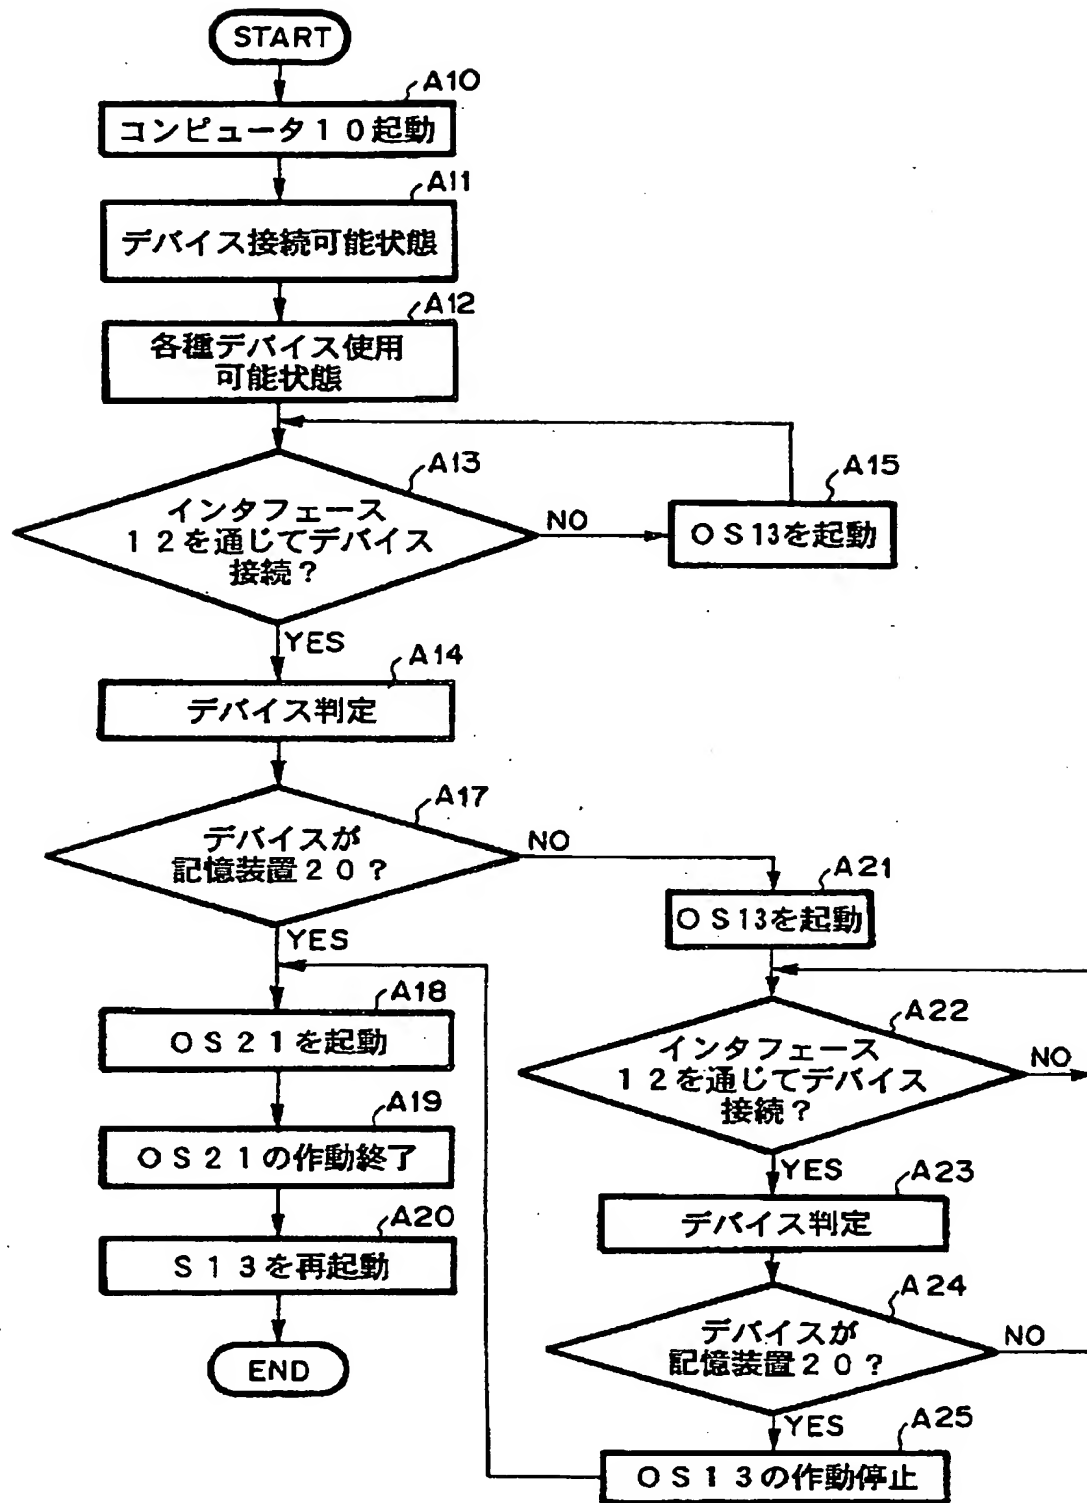 START
A10
コンピュータ10起動
A11
デバイス接続可能状態
A12
各種デバイス使用
可能状態
A13
インタフェース
12を通じてデバイス
接続?
NO
A15
OS13を起動
YES
A14
デバイス判定
A17
デバイスが
記憶装置20?
NO
YES
A21
OS13を起動
A18
OS21を起動
A22
インタフェース
12を通じてデバイス
接続?
NO
A19
OS21の作動終了
YES
A23
デバイス判定
A20
S13を再起動
A24
デバイスが
記憶装置20?
NO
END
YES
A25
OS13の作動停止